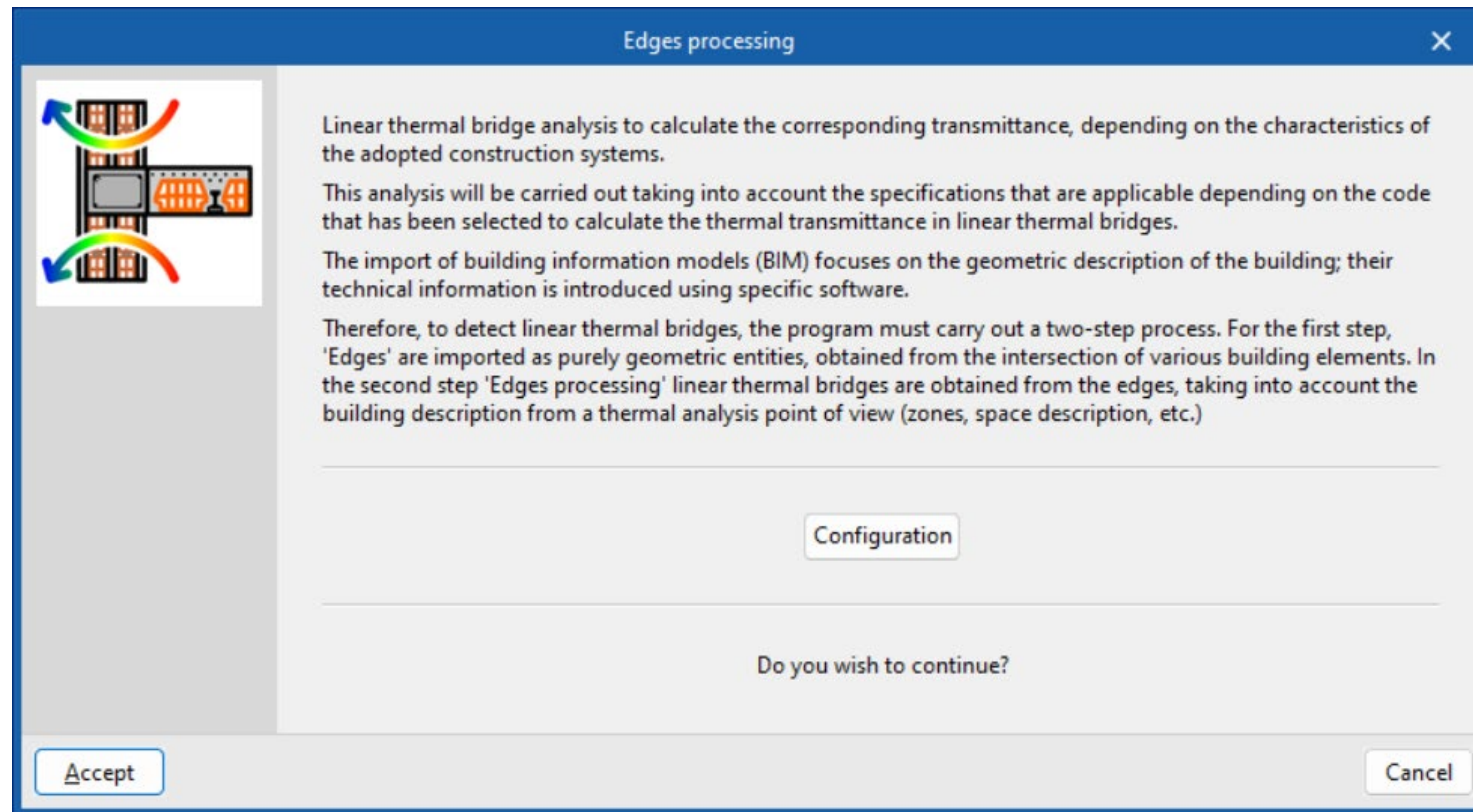 Edges processing
Linear thermal bridge analysis to calculate the corresponding transmittance, depending on the characteristics of
the adopted construction systems.
This analysis will be carried out taking into account the specifications that are applicable depending on the code
that has been selected to calculate the thermal transmittance in linear thermal bridges.
The import of building information models (BIM) focuses on the geometric description of the building; their
technical information is introduced using specific software.
Therefore, to detect linear thermal bridges, the program must carry out a two-step process. For the first step,
'Edges' are imported as purely geometric entities, obtained from the intersection of various building elements. In
the second step 'Edges processing' linear thermal bridges are obtained from the edges, taking into account the
building description from a thermal analysis point of view (zones, space description, etc.)
Configuration
Do you wish to continue?
Accept
Cancel